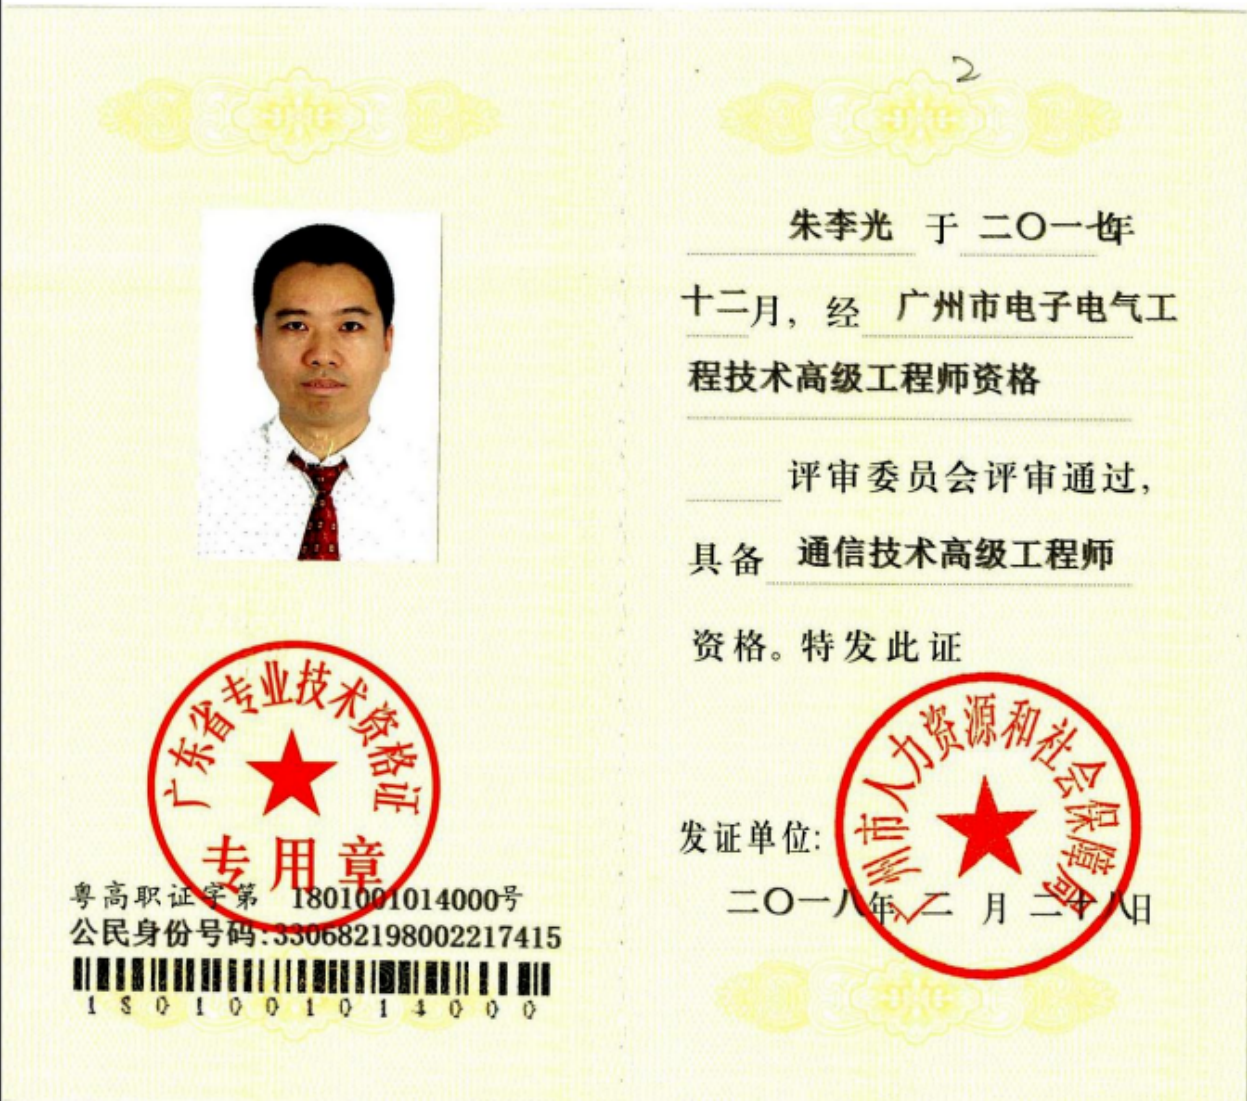 广东省专业技术资格证
专用章
粤高职证字第 1801001014000号
公民身份号码:330682198002217415
1801001014000
2
朱李光 于 二〇一七年
十二月，经 广州市电子电气工
程技术高级工程师资格
评审委员会评审通过，
具备 通信技术高级工程师
资格。特发此证
广州市人力资源和社会保障局
发证单位:
二〇一八年 二 月 二十八日